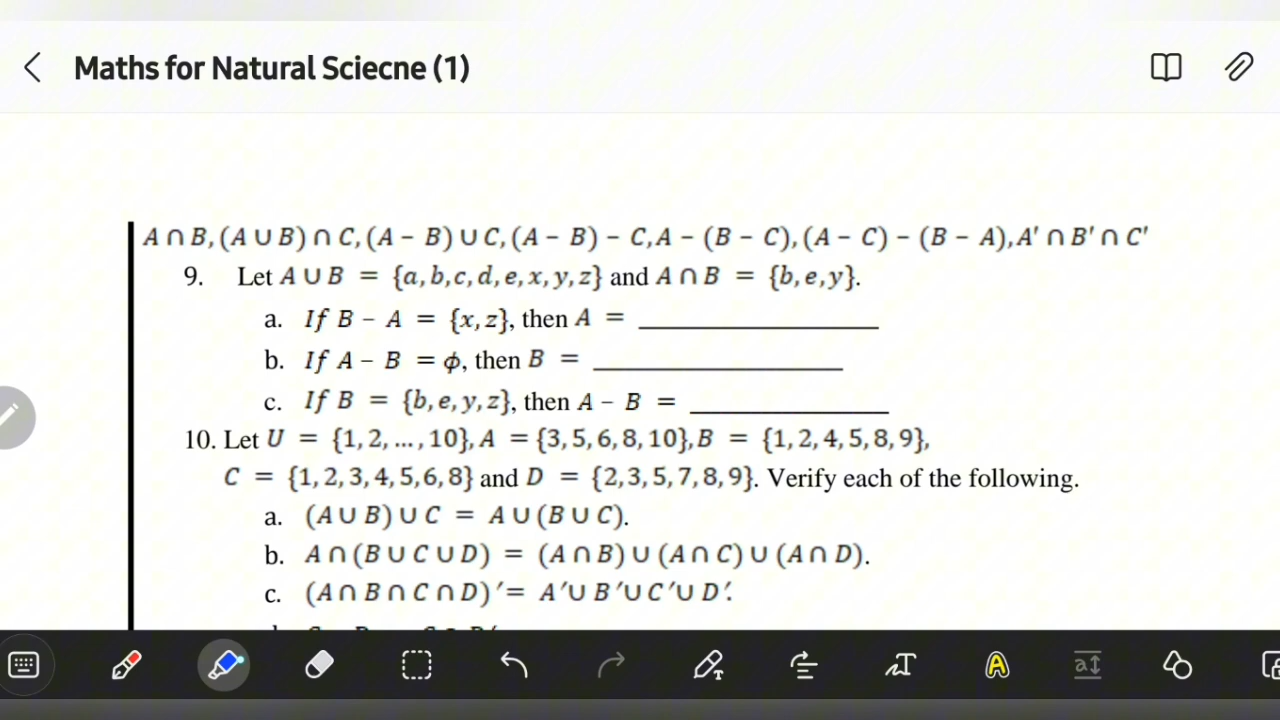 Maths for Natural Sciecne (1)
A ∩ B, (A ∪ B) ∩ C, (A − B) ∪ C, (A − B) − C, A − (B − C), (A − C) − (B − A), A′ ∩ B′ ∩ C′
9. Let A ∪ B = {a, b, c, d, e, x, y, z} and A ∩ B = {b, e, y}.
a. If B − A = {x, z}, then A = ____________________
b. If A − B = ϕ, then B = ____________________
c. If B = {b, e, y, z}, then A − B = ________________
10. Let U = {1, 2, ..., 10}, A = {3, 5, 6, 8, 10}, B = {1, 2, 4, 5, 8, 9},
C = {1, 2, 3, 4, 5, 6, 8} and D = {2, 3, 5, 7, 8, 9}. Verify each of the following.
a. (A ∪ B) ∪ C = A ∪ (B ∪ C).
b. A ∩ (B ∪ C ∪ D) = (A ∩ B) ∪ (A ∩ C) ∪ (A ∩ D).
c. (A ∩ B ∩ C ∩ D)′ = A′ ∪ B′ ∪ C′ ∪ D′.